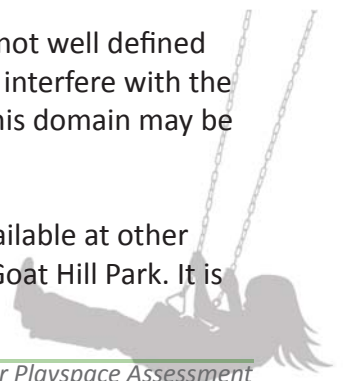 not well defined
interfere with the
his domain may be
ailable at other
Goat Hill Park. It is
r Playspace Assessment